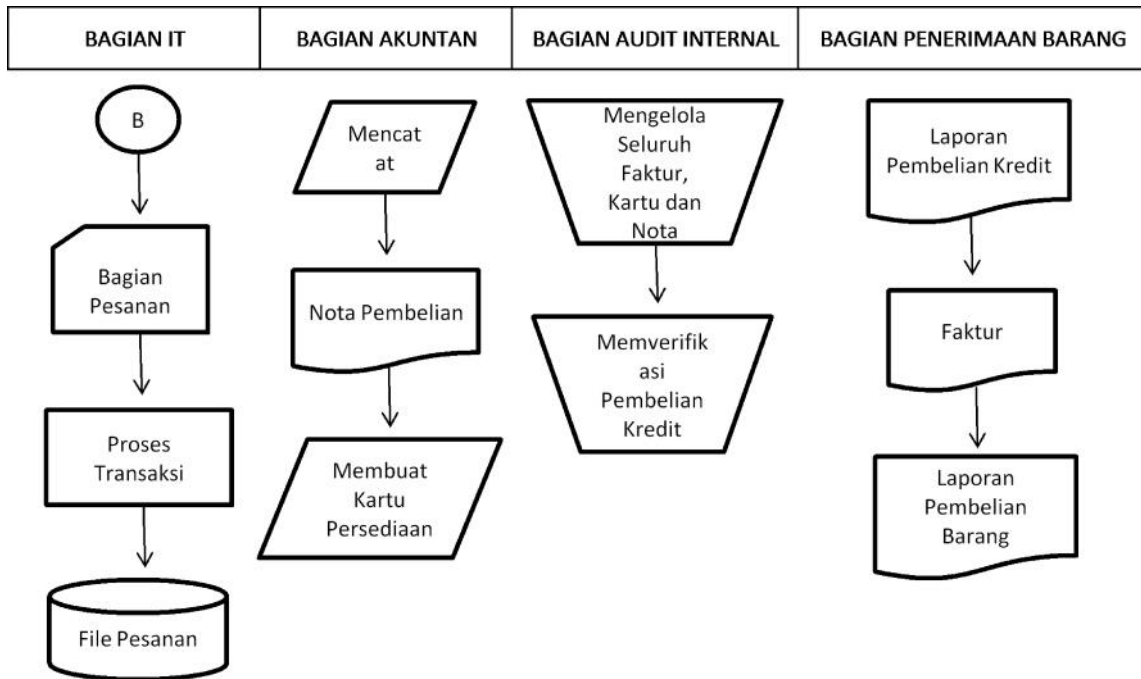 BAGIAN IT
BAGIAN AKUNTAN
BAGIAN AUDIT INTERNAL
BAGIAN PENERIMAAN BARANG
B
Bagian
Pesanan
Proses
Transaksi
File Pesanan
Mencat
at
Nota Pembelian
Membuat
Kartu
Persediaan
Mengelola
Seluruh
Faktur,
Kartu dan
Nota
Memverifik
asi
Pembelian
Kredit
Laporan
Pembelian Kredit
Faktur
Laporan
Pembelian
Barang